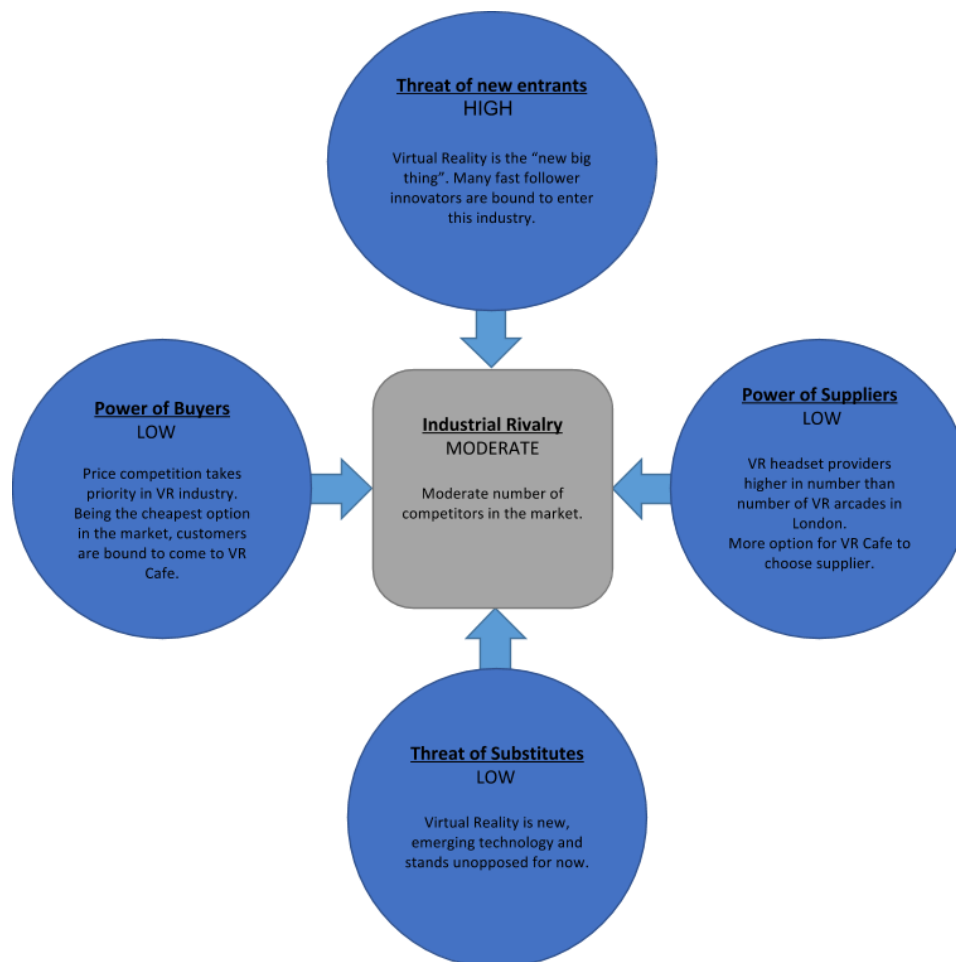 Threat of new entrants
HIGH
Virtual Reality is the “new big
thing”. Many fast follower
innovators are bound to enter
this industry.
Power of Buyers
LOW
Price competition takes
priority in VR industry.
Being the cheapest option
in the market, customers
are bound to come to VR
Cafe.
Industrial Rivalry
MODERATE
Moderate number of
competitors in the market.
Power of Suppliers
LOW
VR headset providers
higher in number than
number of VR arcades in
London.
More option for VR Cafe to
choose supplier.
Threat of Substitutes
LOW
Virtual Reality is new,
emerging technology and
stands unopposed for now.